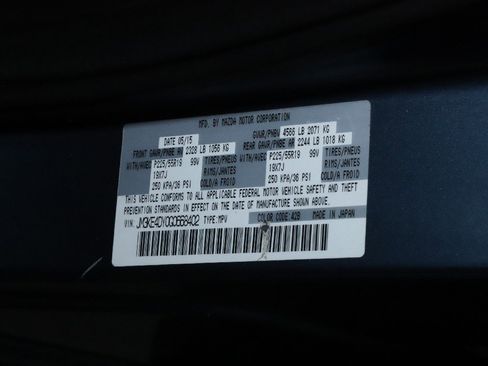 MFD. BY MAZDA MOTOR CORPORATION
DATE 05/15 GVWR/PNBV 4566 LB 2071 KG
FRONT GAWR/PNBE AV 2328 LB 1056 KG REAR GAWR/PNBE AR 2244 LB 1018 KG
WITH/AVEC P225/55R19 99V TIRES/PNEUS WITH/AVEC P225/55R19 99V TIRES/PNEUS
19X7J RIMS/JANTES 19X7J RIMS/JANTES
250 KPA/36 PSI COLD/A FROID 250 KPA/36 PSI COLD/A FROID
THIS VEHICLE CONFORMS TO ALL APPLICABLE FEDERAL MOTOR VEHICLE SAFETY AND THEFT
PREVENTION STANDARDS IN EFFECT ON THE DATE OF MANUFACTURE SHOWN ABOVE.
VIN: JM3KE4DY0G0668402 TYPE:MPV COLOR CODE:42B MADE IN JAPAN